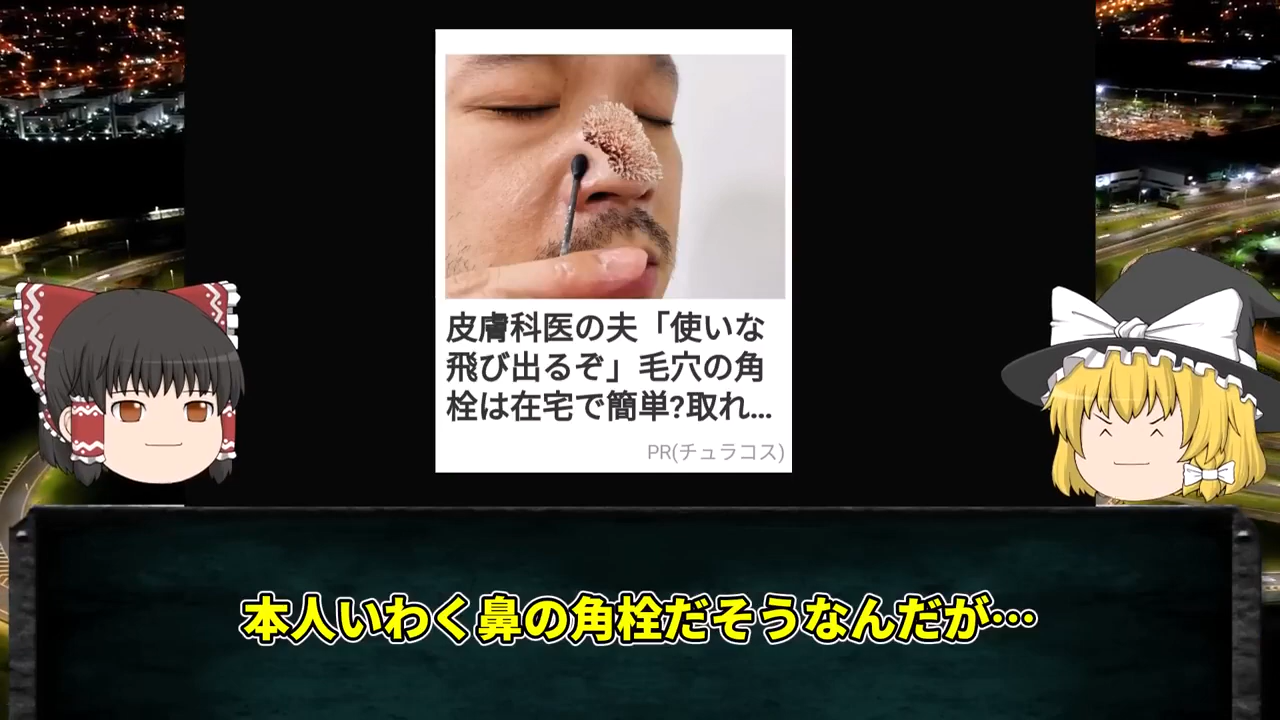 皮膚科医の夫「使いな
飛び出るぞ」毛穴の角
栓は在宅で簡単?取れ...
PR(チュラコス)
本人いわく鼻の角栓だそうなんだが…